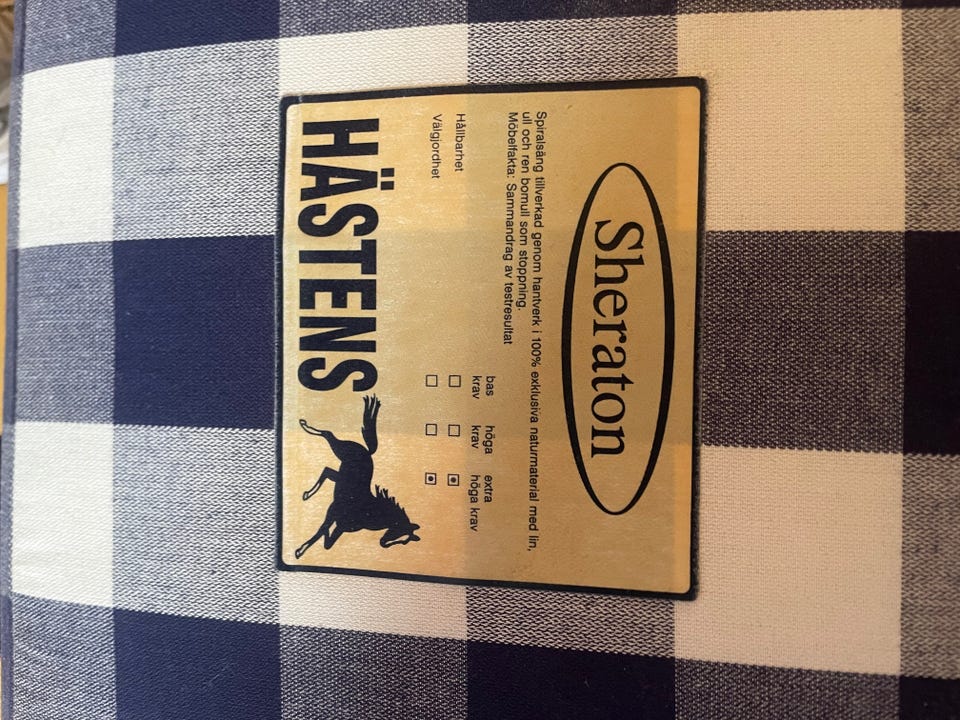 Sheraton
Spiralsäng tillverkad genom hantverk i 100% exklusiva naturmaterial med lin,
ull och ren bomull som stoppning.
Möbelfakta: Sammandrag av testresultat
bas krav höga krav extra höga krav
Hållbarhet
Välgjordhet
HÄSTENS